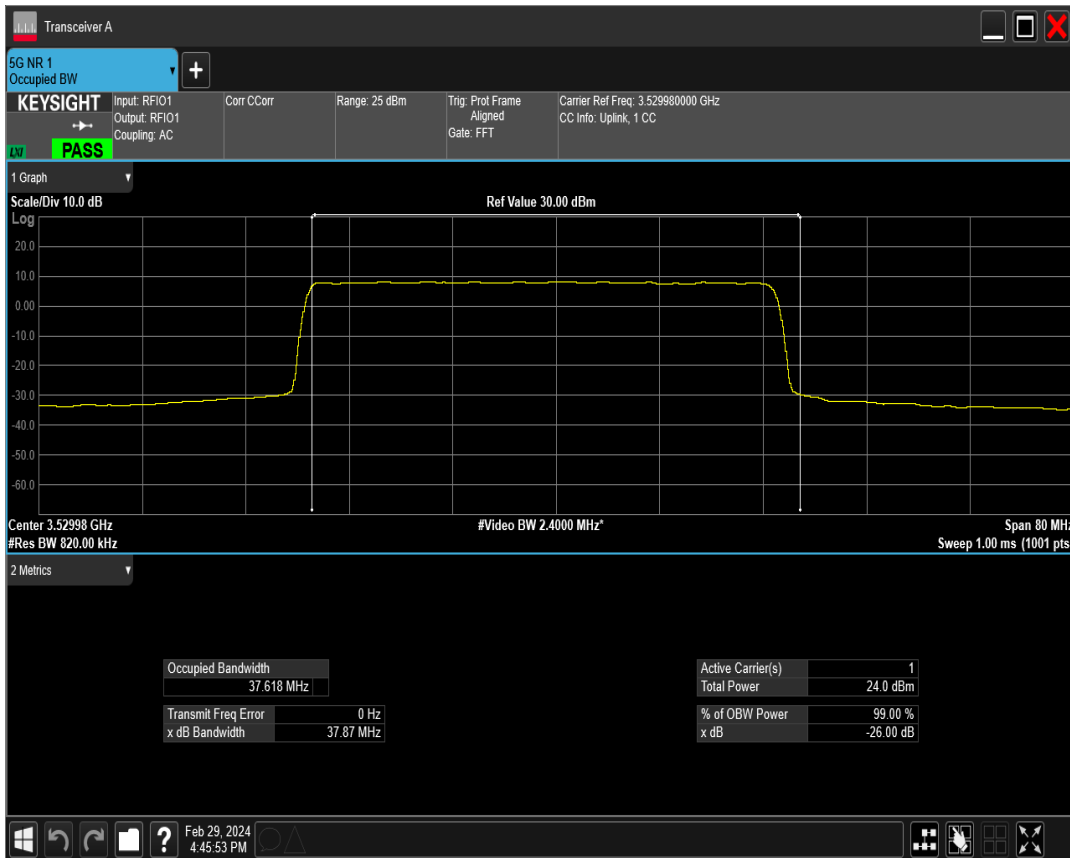 Transceiver A
5G NR 1
Occupied BW
KEYSIGHT
LXI
PASS
Input: RFIO1
Output: RFIO1
Coupling: AC
Corr CCorr
Range: 25 dBm
Trig: Prot Frame
Aligned
Gate: FFT
Carrier Ref Freq: 3.529980000 GHz
CC Info: Uplink, 1 CC
1 Graph
Scale/Div 10.0 dB
Ref Value 30.00 dBm
Log
20.0
10.0
0.00
-10.0
-20.0
-30.0
-40.0
-50.0
-60.0
Center 3.52998 GHz
#Video BW 2.4000 MHz*
Span 80 MHz
#Res BW 820.00 kHz
Sweep 1.00 ms (1001 pts
2 Metrics
Occupied Bandwidth
37.618 MHz
Transmit Freq Error 0 Hz
x dB Bandwidth 37.87 MHz
Active Carrier(s) 1
Total Power 24.0 dBm
% of OBW Power 99.00 %
x dB -26.00 dB
?
Feb 29, 2024
4:45:53 PM